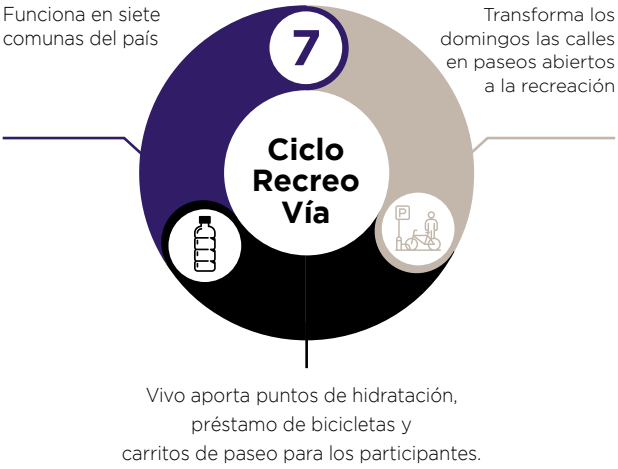 Funciona en siete
comunas del país
7
Transforma los
domingos las calles
en paseos abiertos
a la recreación
Ciclo
Recreo
Vía
P
Vivo aporta puntos de hidratación,
préstamo de bicicletas y
carritos de paseo para los participantes.